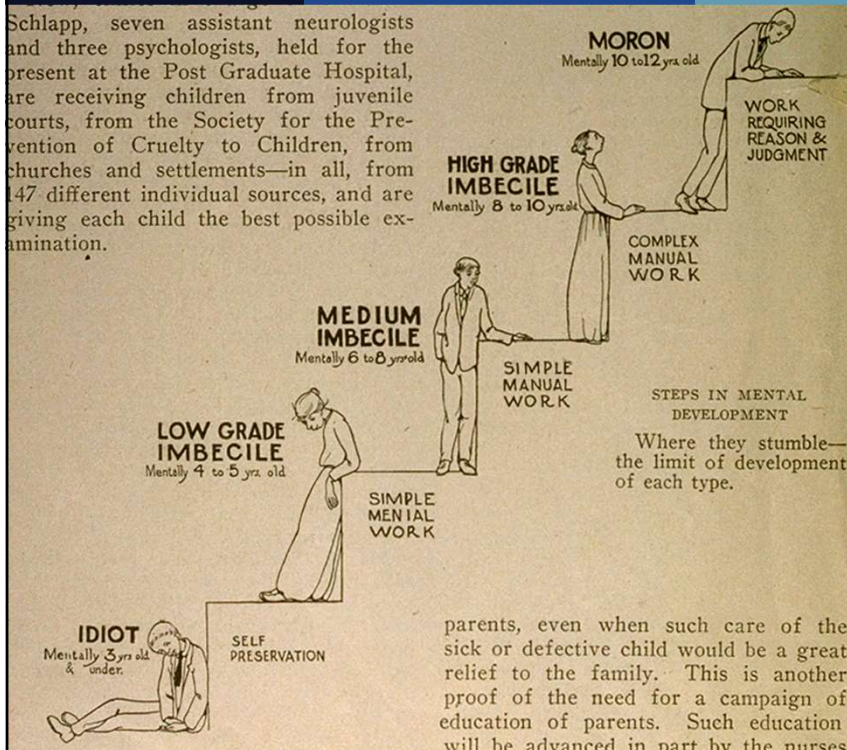 Schlapp, seven assistant neurologists
and three psychologists, held for the
present at the Post Graduate Hospital,
are receiving children from juvenile
courts, from the Society for the Pre-
vention of Cruelty to Children, from
churches and settlements—in all, from
147 different individual sources, and are
giving each child the best possible ex-
amination.
MORON
Mentally 10 to 12 yrs. old
WORK
REQUIRING
REASON &
JUDGMENT
HIGH GRADE
IMBECILE
Mentally 8 to 10 yrs. old
COMPLEX
MANUAL
WORK
MEDIUM
IMBECILE
Mentally 6 to 8 yrs. old
SIMPLE
MANUAL
WORK
STEPS IN MENTAL
DEVELOPMENT
Where they stumble—
the limit of development
of each type.
LOW GRADE
IMBECILE
Mentally 4 to 5 yrs. old
SIMPLE
MENIAL
WORK
IDIOT
Mentally 3 yrs old
& under.
SELF
PRESERVATION
parents, even when such care of the
sick or defective child would be a great
relief to the family. This is another
proof of the need for a campaign of
education of parents. Such education
will be advanced in part by the nurses